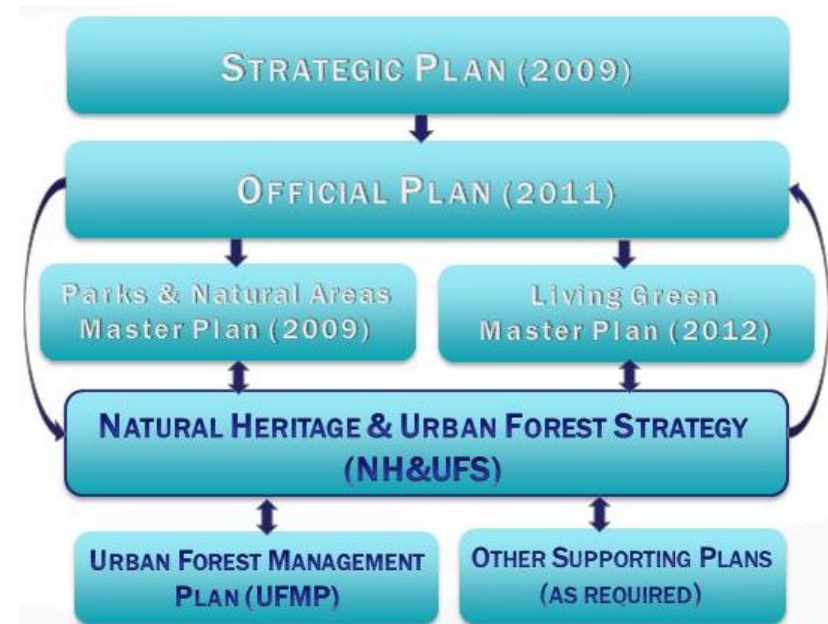 STRATEGIC PLAN (2009)
OFFICIAL PLAN (2011)
Parks & Natural Areas
Master Plan (2009)
Living Green
Master Plan (2012)
NATURAL HERITAGE & URBAN FOREST STRATEGY
(NH&UFS)
URBAN FOREST MANAGEMENT
PLAN (UFMP)
OTHER SUPPORTING PLANS
(AS REQUIRED)